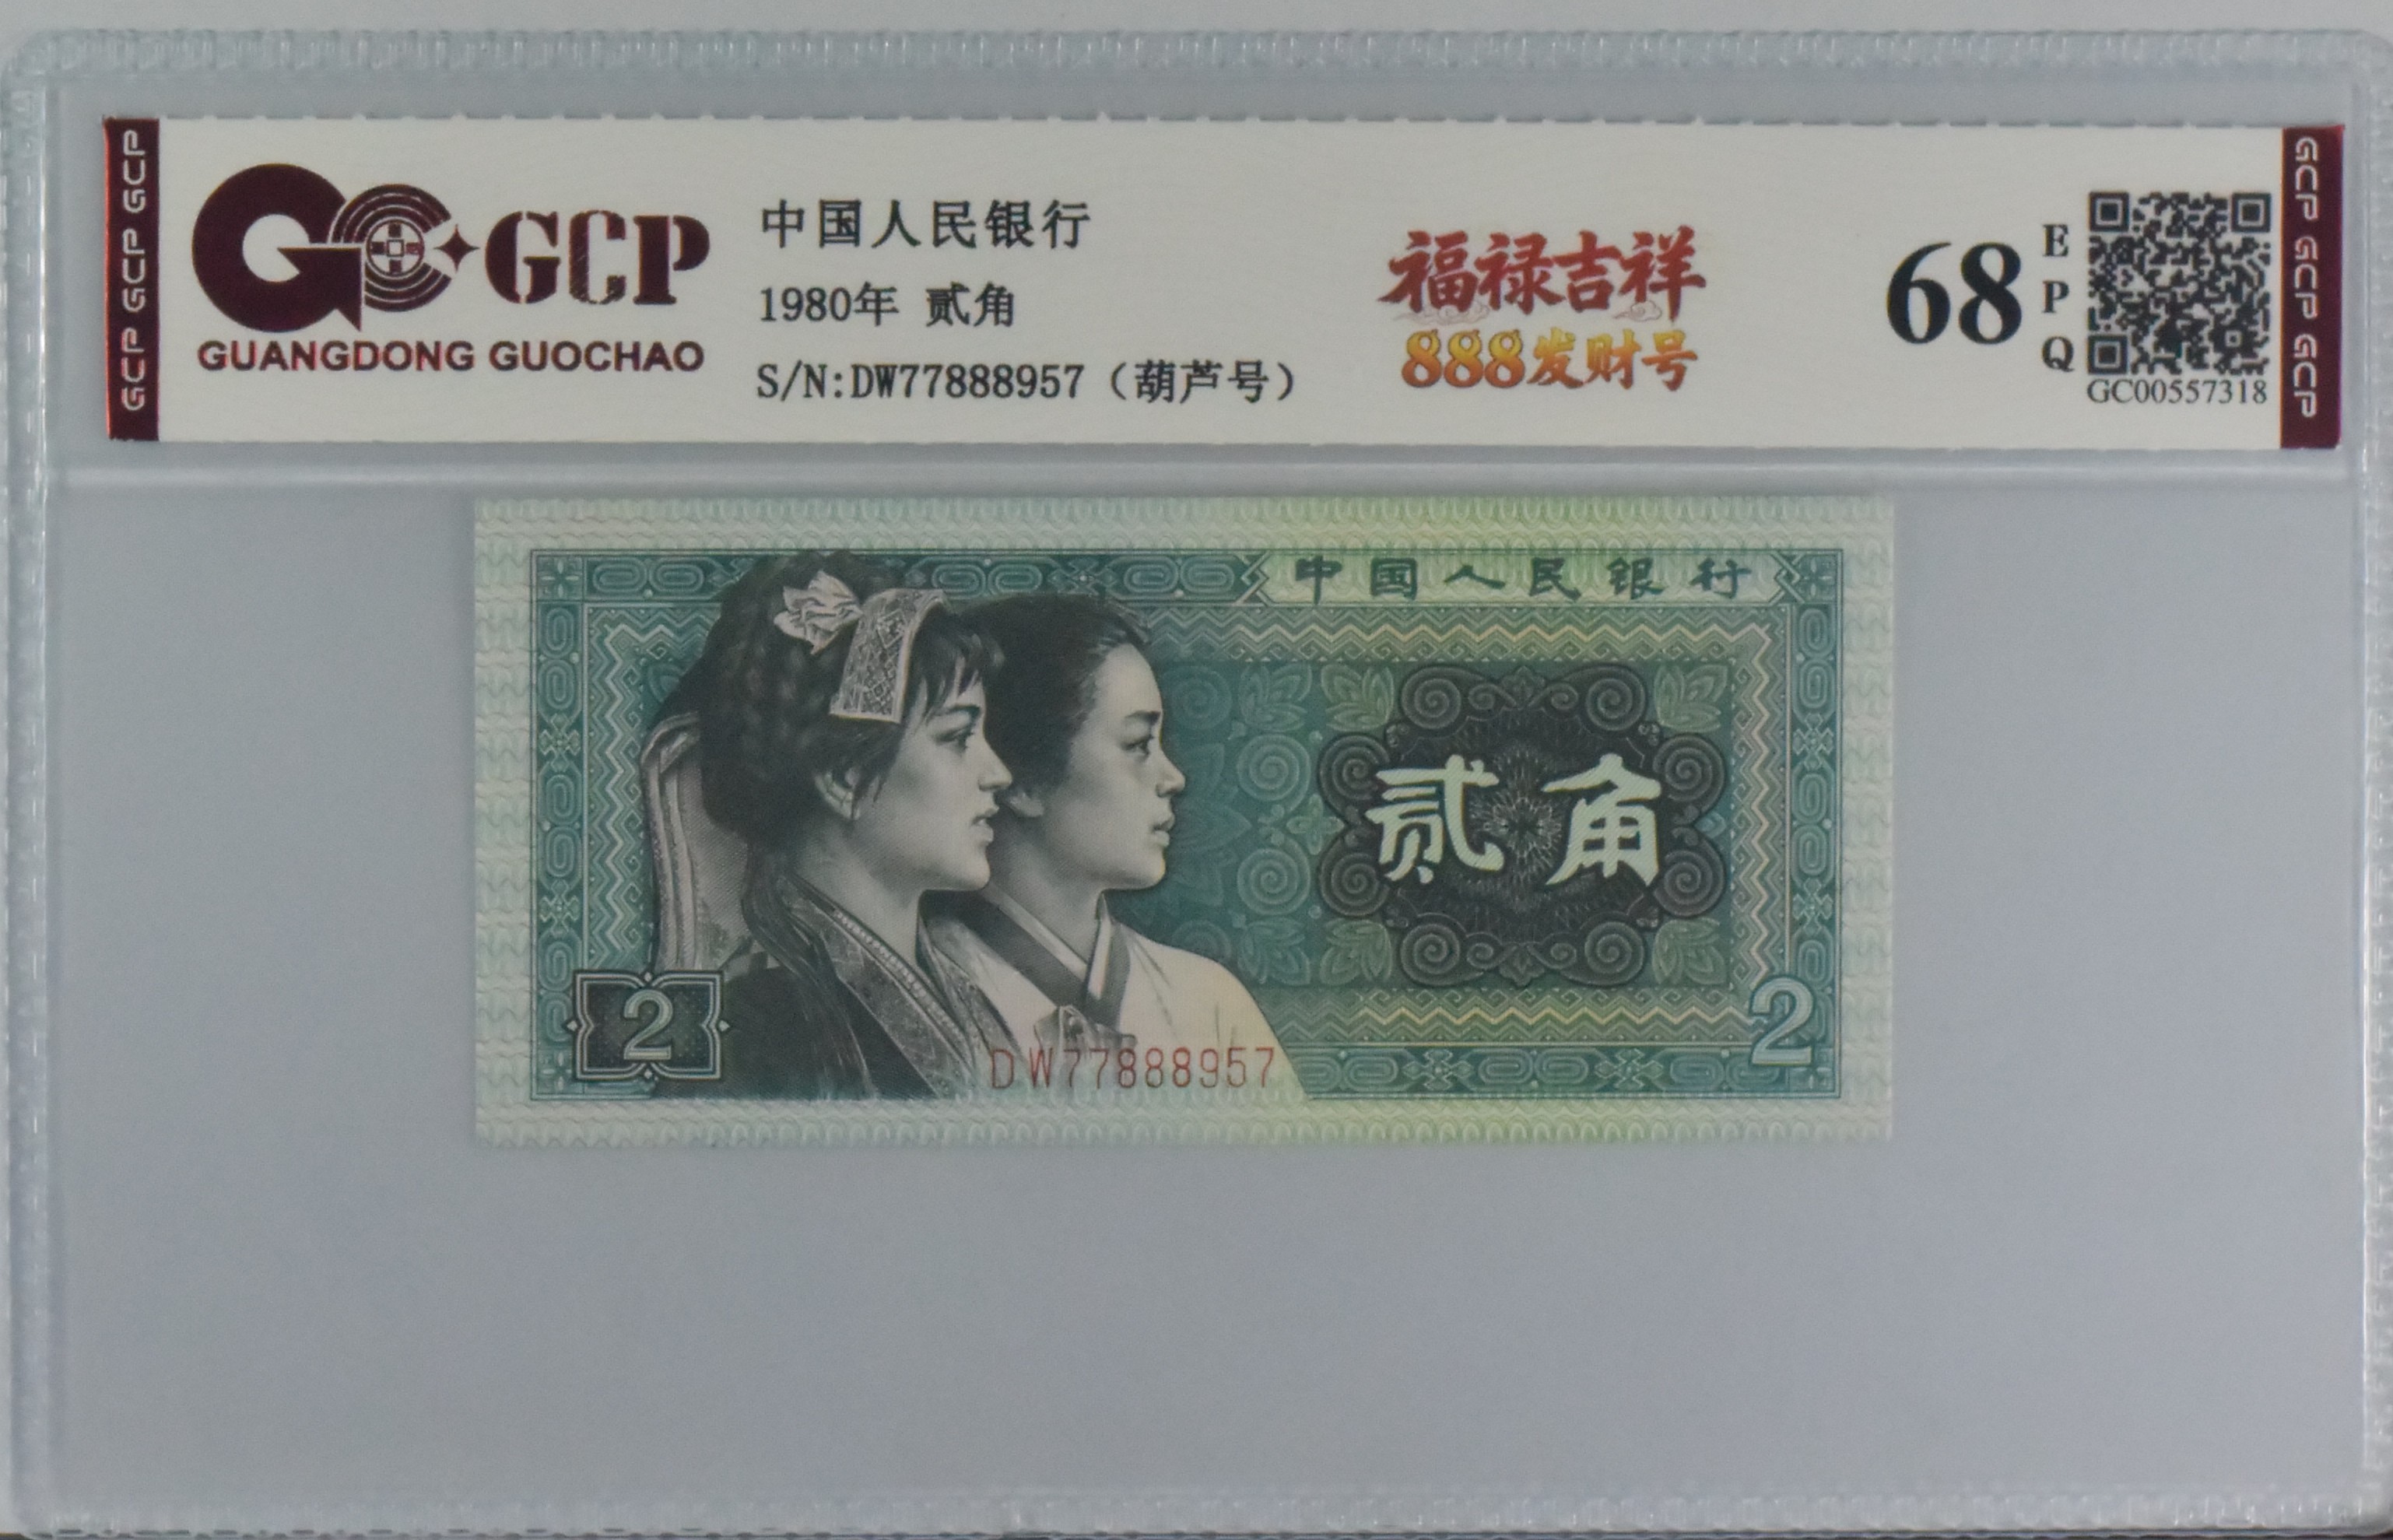 GCP GCP GCP
GCP
GUANGDONG GUOCHAO
中国人民银行
1980年 贰角
S/N:DW77888957（葫芦号）
福禄吉祥
888发财号
68
E
P
Q
GC00557318
GCP GCP GCP
中国人民银行
贰角
2
2
DW77888957